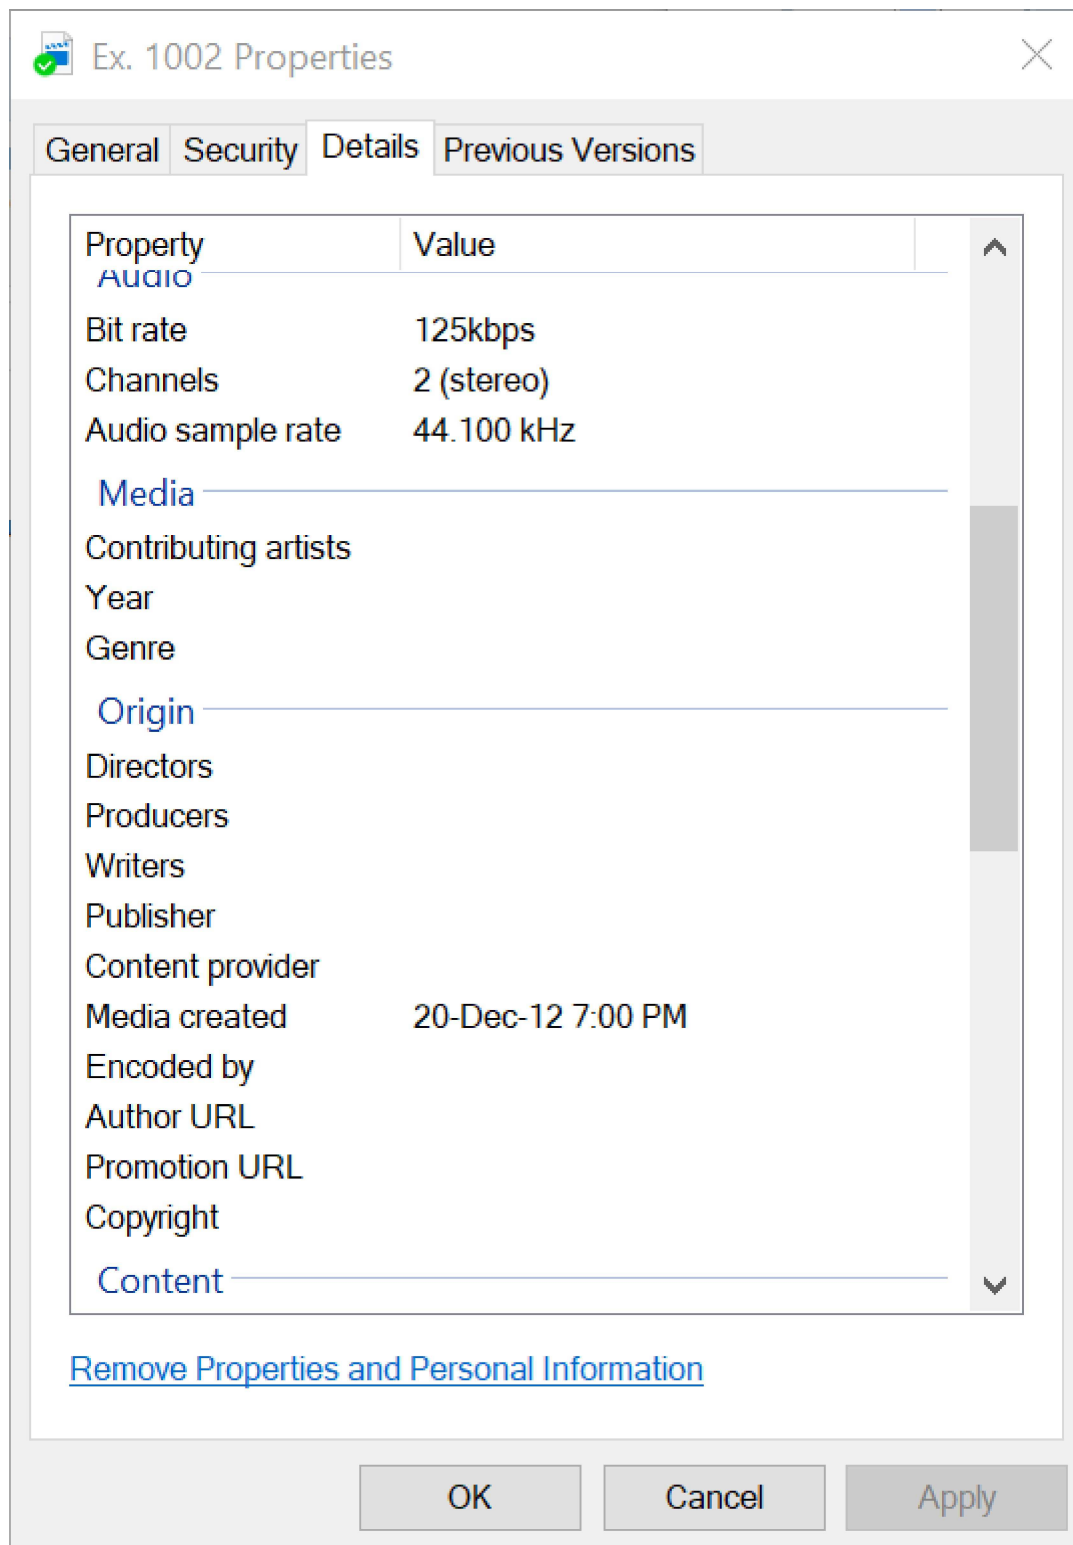 Ex. 1002 Properties
General Security Details Previous Versions
Property Value
Audio
Bit rate 125kbps
Channels 2 (stereo)
Audio sample rate 44.100 kHz
Media
Contributing artists
Year
Genre
Origin
Directors
Producers
Writers
Publisher
Content provider
Media created 20-Dec-12 7:00 PM
Encoded by
Author URL
Promotion URL
Copyright
Content
Remove Properties and Personal Information
OK Cancel Apply